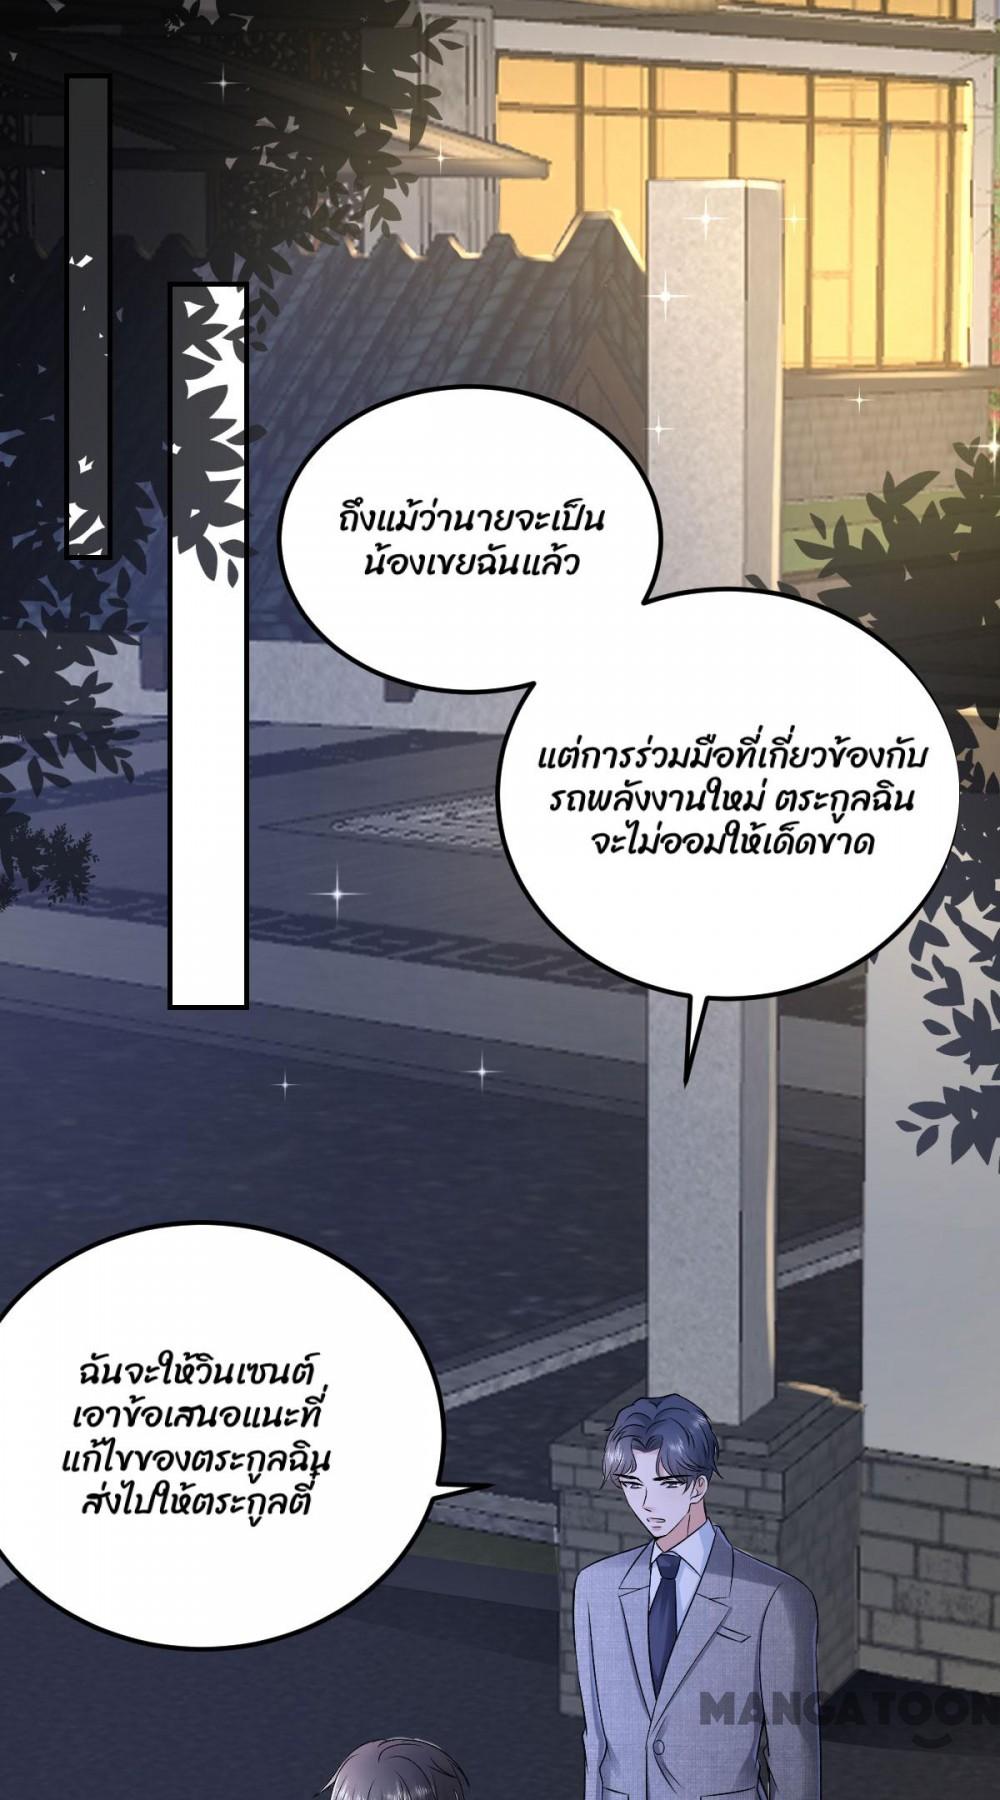 ถึงแม้ว่านายจะเป็น
น้องเขยฉันแล้ว
แต่การร่วมมือที่เกี่ยวข้องกับ
รถพลังงานใหม่ ตระกูลฉิน
จะไม่ออมให้เด็ดขาด
ฉันจะให้วินเซนต์
เอาข้อเสนอแนะที่
แก้ไขของตระกูลฉิน
ส่งไปให้ตระกูลตี๋
MANGATOON